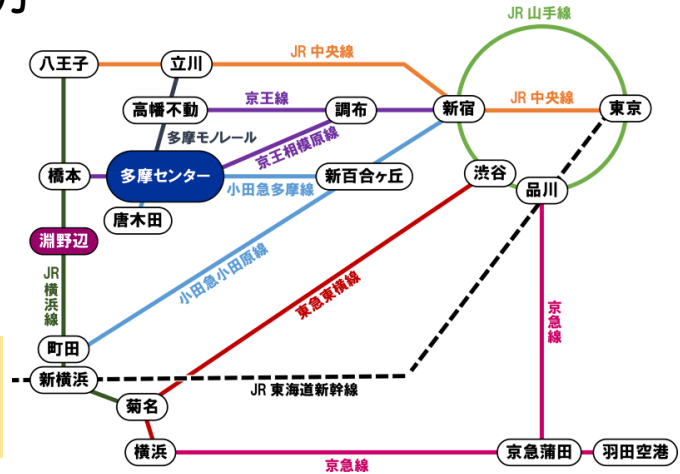 方
JR 山手線
JR 中央線
八王子
立川
京王線
JR 中央線
高幡不動
調布
新宿
東京
多摩モノレール
京王相模原線
橋本
多摩センター
小田急多摩線
新百合ヶ丘
渋谷
品川
唐木田
淵野辺
小田急小田原線
東急東横線
JR横浜線
京急線
町田
新横浜
JR 東海道新幹線
菊名
横浜
京急線
京急蒲田
羽田空港